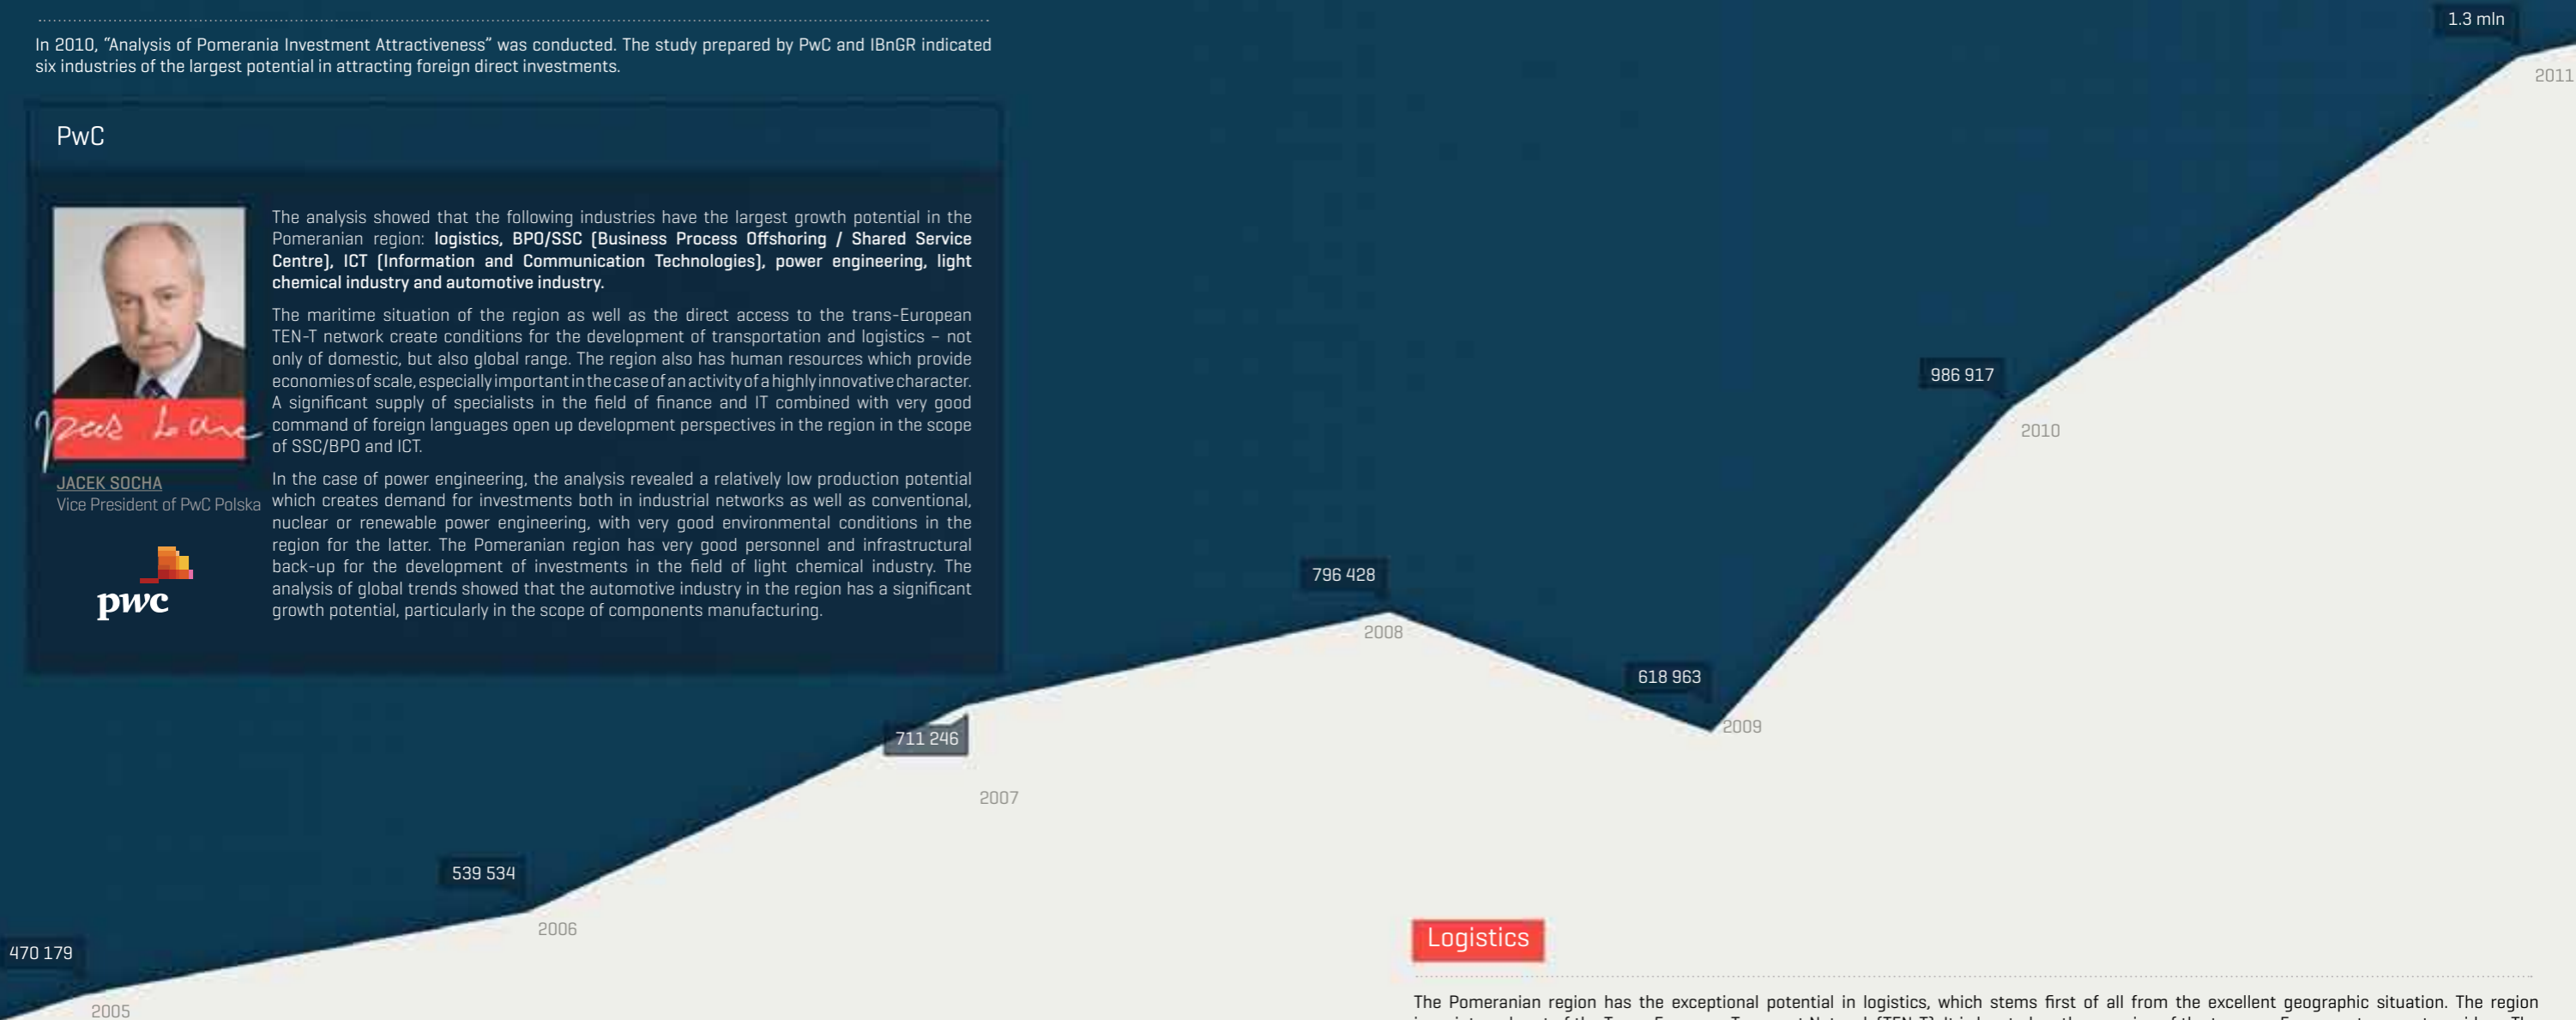 In 2010, “Analysis of Pomerania Investment Attractiveness” was conducted. The study prepared by PwC and IBnGR indicated
six industries of the largest potential in attracting foreign direct investments.
PwC
The analysis showed that the following industries have the largest growth potential in the
Pomeranian region: logistics, BPO/SSC (Business Process Offshoring / Shared Service
Centre), ICT (Information and Communication Technologies), power engineering, light
chemical industry and automotive industry.
The maritime situation of the region as well as the direct access to the trans-European
TEN-T network create conditions for the development of transportation and logistics – not
only of domestic, but also global range. The region also has human resources which provide
economies of scale, especially important in the case of an activity of a highly innovative character.
A significant supply of specialists in the field of finance and IT combined with very good
command of foreign languages open up development perspectives in the region in the scope
of SSC/BPO and ICT.
In the case of power engineering, the analysis revealed a relatively low production potential
which creates demand for investments both in industrial networks as well as conventional,
nuclear or renewable power engineering, with very good environmental conditions in the
region for the latter. The Pomeranian region has very good personnel and infrastructural
back-up for the development of investments in the field of light chemical industry. The
analysis of global trends showed that the automotive industry in the region has a significant
growth potential, particularly in the scope of components manufacturing.
JACEK SOCHA
Vice President of PwC Polska
pwc
470 179
2005
539 534
2006
711 246
2007
796 428
2008
618 963
2009
986 917
2010
1.3 mln
2011
Logistics
The Pomeranian region has the exceptional potential in logistics, which stems first of all from the excellent geographic situation. The region